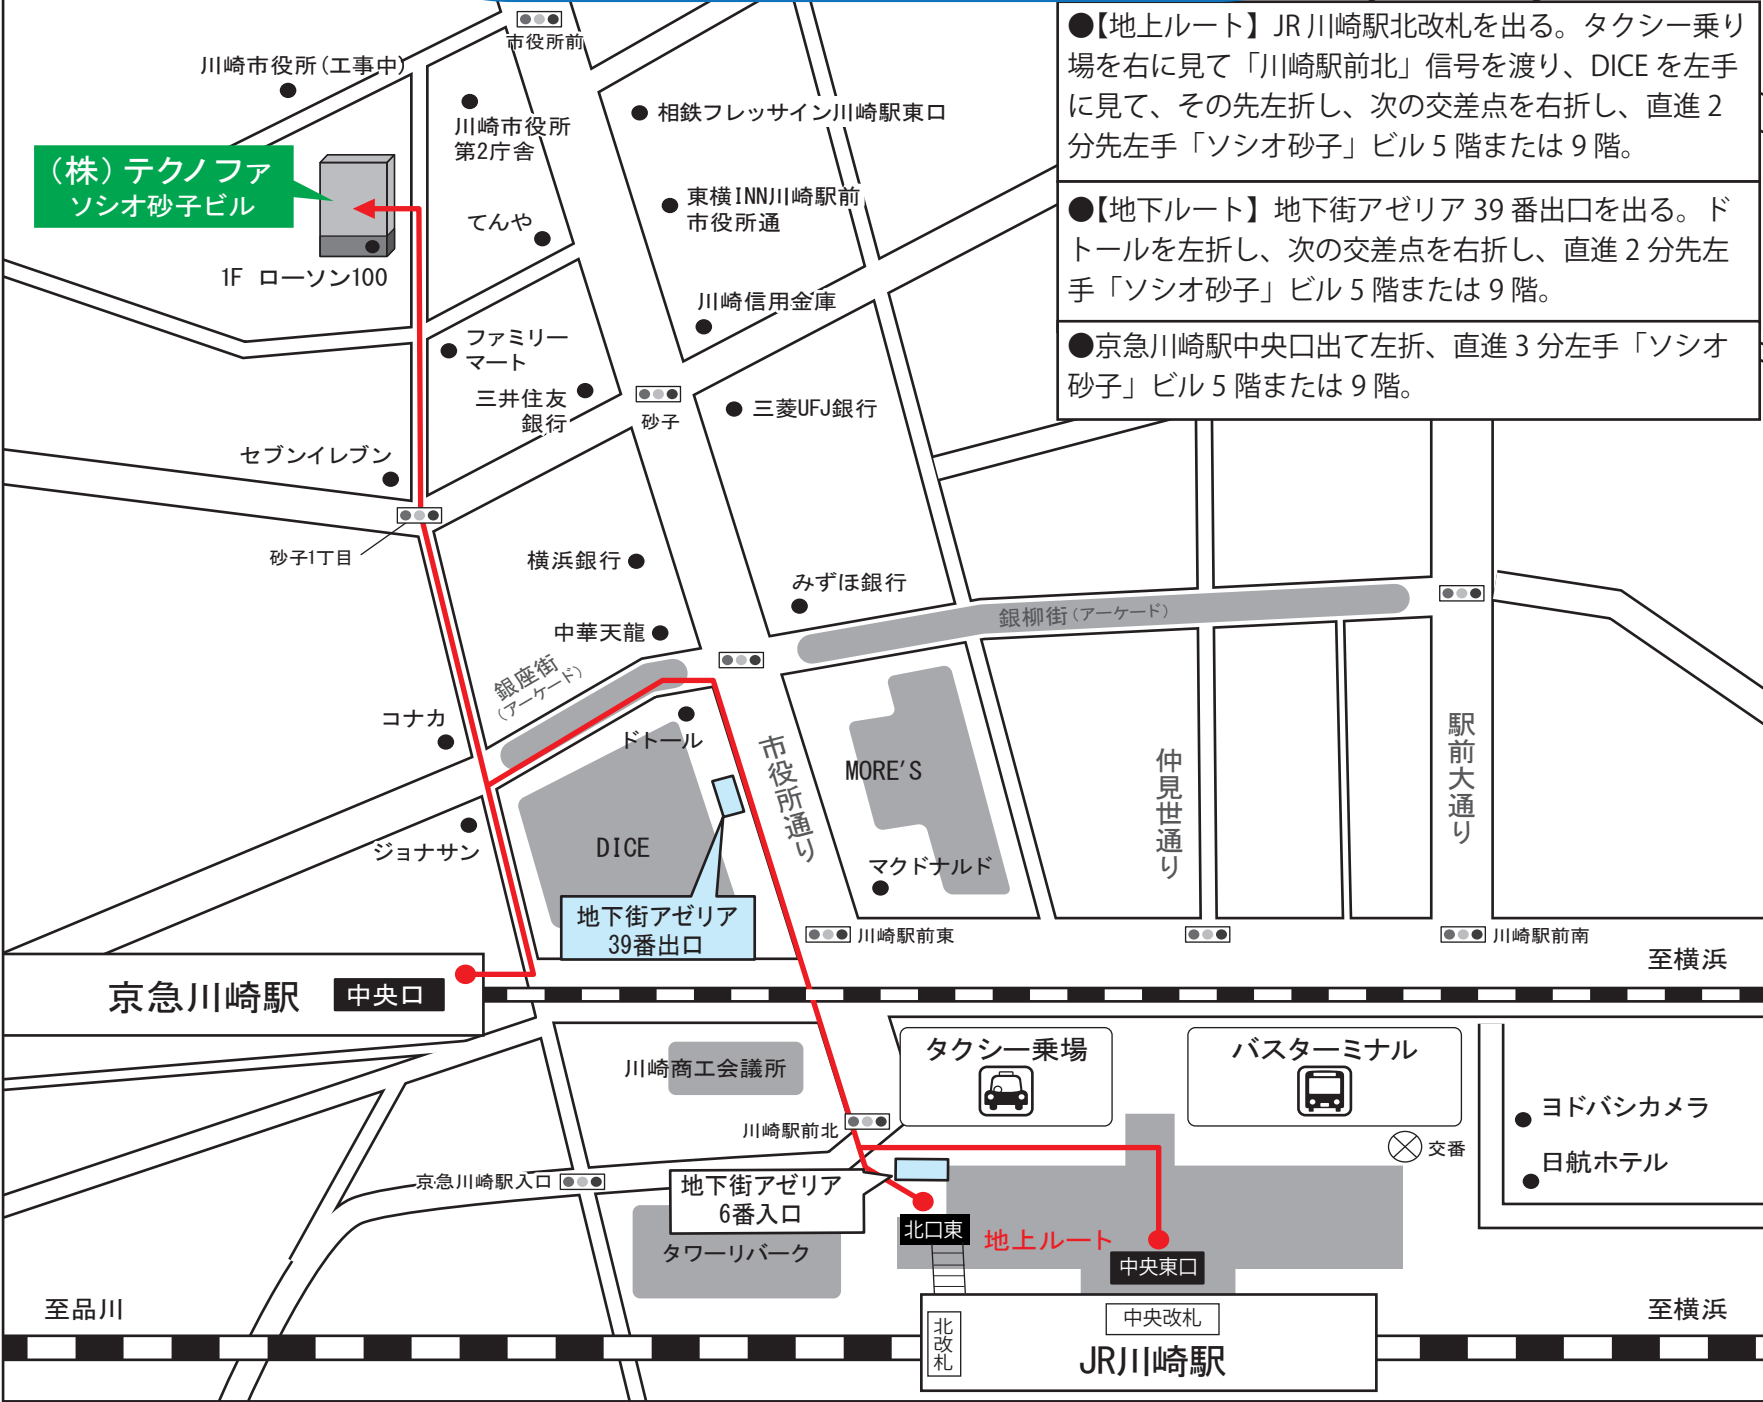 ●【地上ルート】JR 川崎駅北改札を出る。タクシー乗り
場を右に見て「川崎駅前北」信号を渡り、DICE を左手
に見て、その先左折し、次の交差点を右折し、直進 2
分先左手「ソシオ砂子」ビル 5 階または 9 階。
●【地下ルート】地下街アゼリア 39 番出口を出る。ド
トールを左折し、次の交差点を右折し、直進 2 分先左
手「ソシオ砂子」ビル 5 階または 9 階。
●京急川崎駅中央口出て左折、直進 3 分左手「ソシオ
砂子」ビル 5 階または 9 階。
市役所前
川崎市役所(工事中)
川崎市役所
第2庁舎
相鉄フレッサイン川崎駅東口
(株)テクノファ
ソシオ砂子ビル
東横INN川崎駅前
市役所通
てんや
1F ローソン100
川崎信用金庫
ファミリー
マート
三井住友
銀行
砂子
三菱UFJ銀行
セブンイレブン
砂子1丁目
横浜銀行
みずほ銀行
中華天龍
銀柳街(アーケード)
銀座街
(アーケード)
コナカ
ドトール
市役所通り
MORE'S
仲見世通り
駅前大通り
ジョナサン
DICE
マクドナルド
地下街アゼリア
39番出口
川崎駅前東
川崎駅前南
至横浜
京急川崎駅
中央口
川崎商工会議所
タクシー乗場
バスターミナル
川崎駅前北
ヨドバシカメラ
交番
日航ホテル
京急川崎駅入口
地下街アゼリア
6番入口
北口東
地上ルート
中央東口
タワーリバーク
至品川
至横浜
北改札
中央改札
JR川崎駅